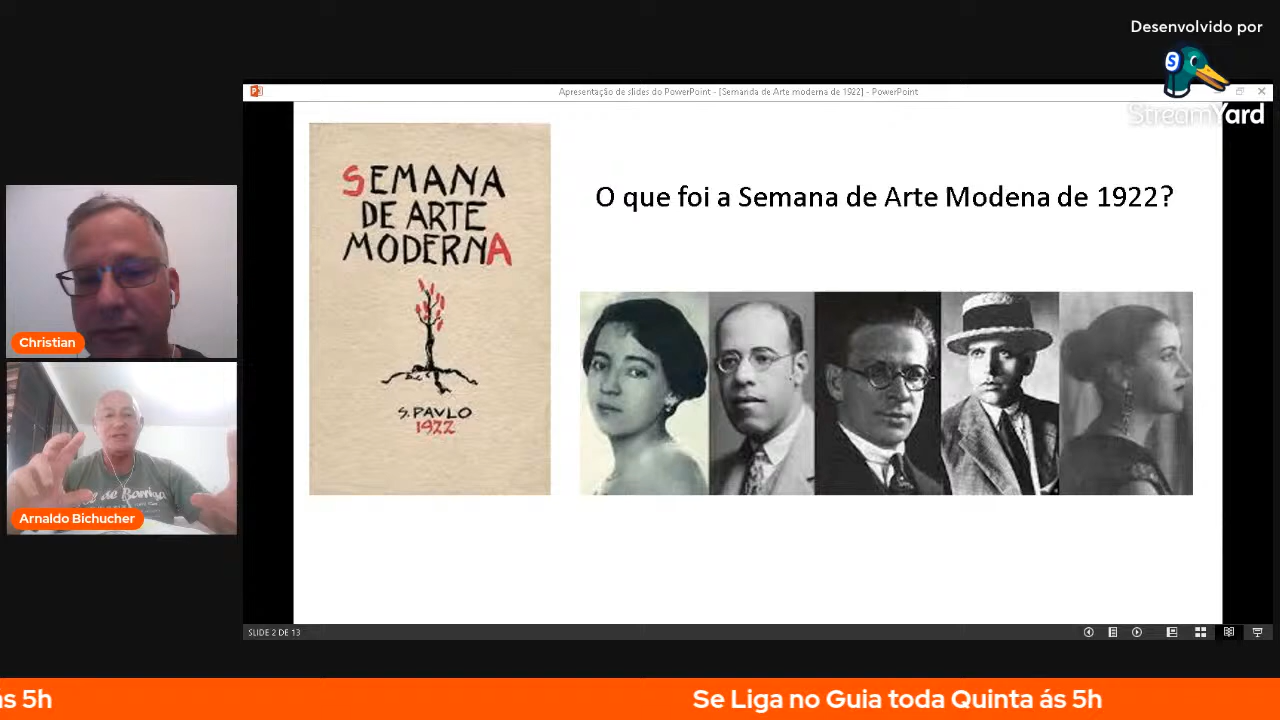 Desenvolvido por
StreamYard
Apresentação de slides do PowerPoint - [Semanda de Arte moderna de 1922] - PowerPoint
SEMANA
DE ARTE
MODERNA
S. PAVLO
1922
O que foi a Semana de Arte Modena de 1922?
Christian
Arnaldo Bichucher
SLIDE 2 DE 13
ás 5h
Se Liga no Guia toda Quinta ás 5h